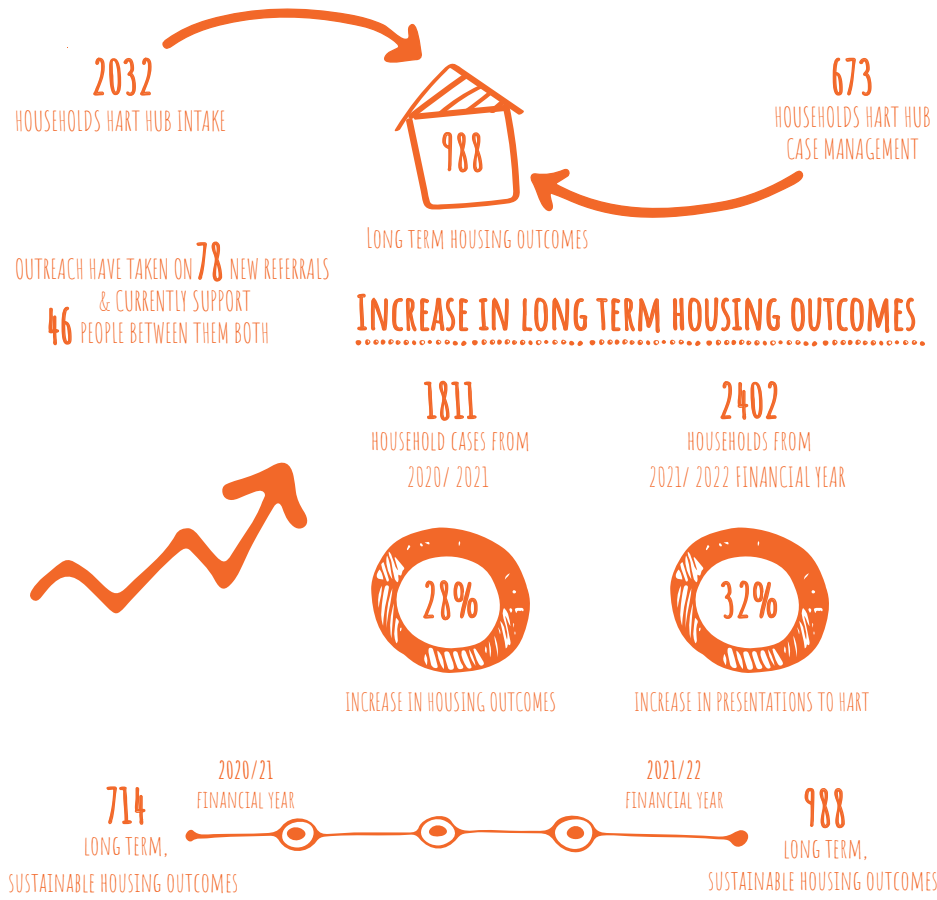 2032
HOUSEHOLDS HART HUB INTAKE
988
LONG TERM HOUSING OUTCOMES
673
HOUSEHOLDS HART HUB
CASE MANAGEMENT
OUTREACH HAVE TAKEN ON 78 NEW REFERRALS
& CURRENTLY SUPPORT
46 PEOPLE BETWEEN THEM BOTH
INCREASE IN LONG TERM HOUSING OUTCOMES
1811
HOUSEHOLD CASES FROM
2020/ 2021
2402
HOUSEHOLDS FROM
2021/ 2022 FINANCIAL YEAR
28%
INCREASE IN HOUSING OUTCOMES
32%
INCREASE IN PRESENTATIONS TO HART
2020/21
FINANCIAL YEAR
714
LONG TERM,
SUSTAINABLE HOUSING OUTCOMES
2021/22
FINANCIAL YEAR
988
LONG TERM,
SUSTAINABLE HOUSING OUTCOMES